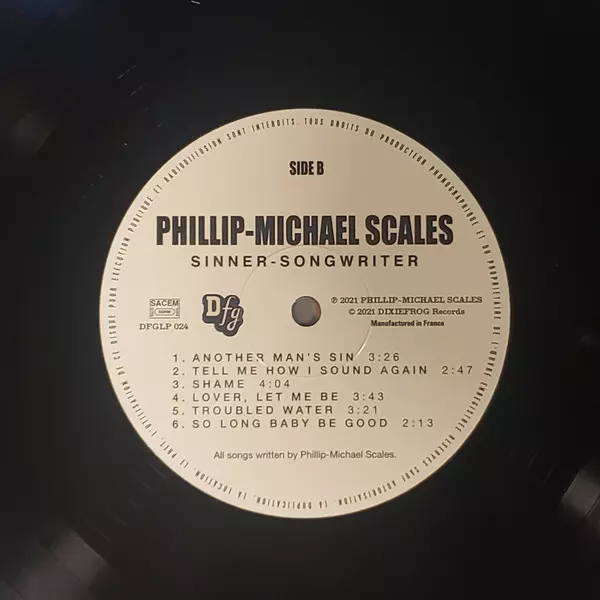 SIDE B
PHILLIP-MICHAEL SCALES
SINNER-SONGWRITER
SACEM
DFGLP 024
Dfg
℗ 2021 PHILLIP-MICHAEL SCALES
© 2021 DIXIEFROG Records
Manufactured in France
1. ANOTHER MAN'S SIN 3:26
2. TELL ME HOW I SOUND AGAIN 2:47
3. SHAME 4:04
4. LOVER, LET ME BE 3:43
5. TROUBLED WATER 3:21
6. SO LONG BABY BE GOOD 2:13
All songs written by Phillip-Michael Scales.
TOUS DROITS DU PRODUCTEUR PHONOGRAPHIQUE ET DU PROPRIETAIRE DE L'ŒUVRE ENREGISTREE RESERVES. SAUF AUTORISATION, LA DUPLICATION, LA LOCATION, LE PRET, DE CE DISQUE POUR EXECUTION PUBLIQUE ET RADIODIFFUSION SONT INTERDITS.